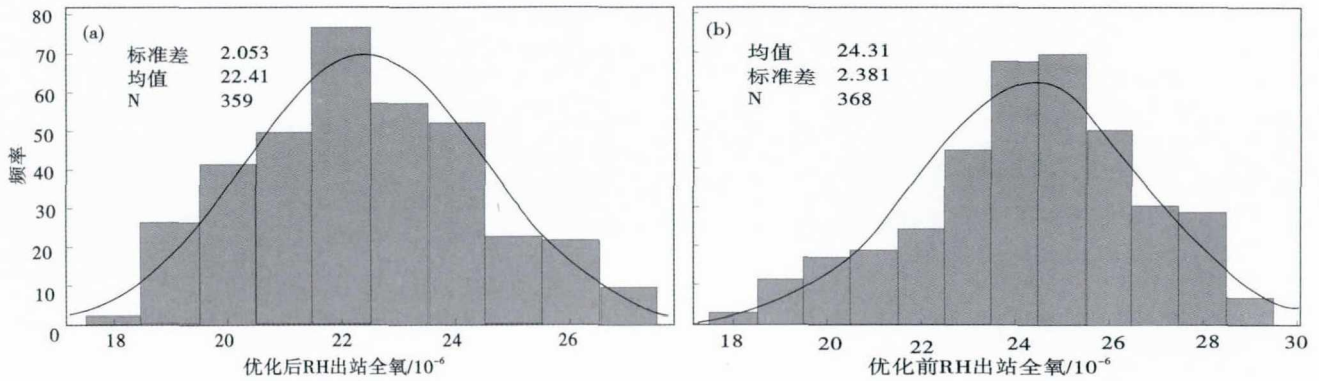 (a)
标准差 2.053
均值 22.41
N 359
频率
80
70
60
50
40
30
20
10
0
18 20 22 24 26
优化后RH出站全氧/10⁻⁶
(b)
均值 24.31
标准差 2.381
N 368
18 20 22 24 26 28 30
优化前RH出站全氧/10⁻⁶